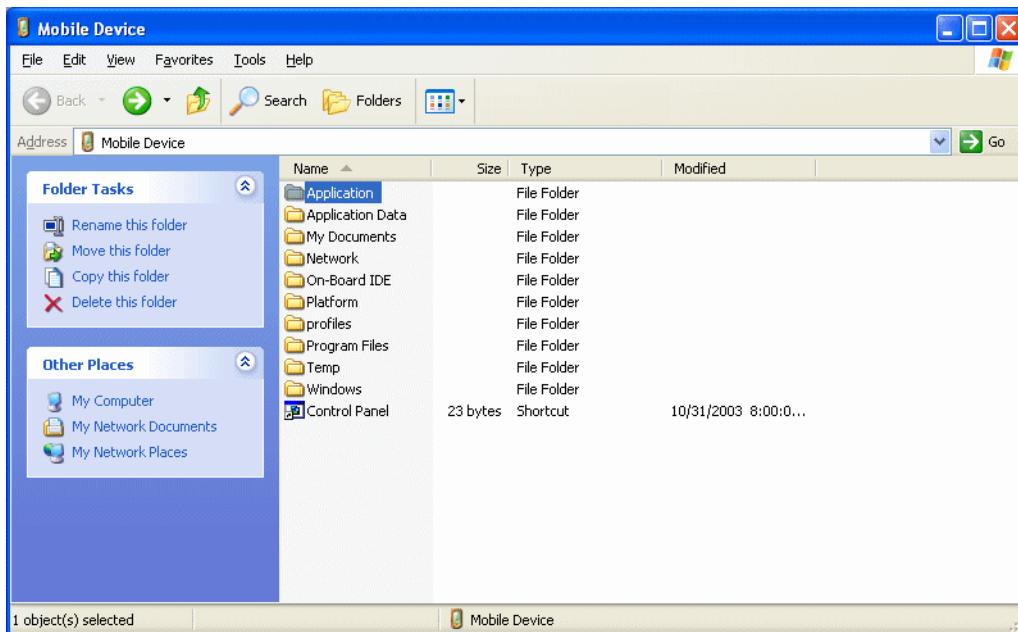 Mobile Device
File Edit View Favorites Tools Help
Back Search Folders
Address Mobile Device Go
Name Size Type Modified
Folder Tasks
Rename this folder
Move this folder
Copy this folder
Delete this folder
Other Places
My Computer
My Network Documents
My Network Places
Application File Folder
Application Data File Folder
My Documents File Folder
Network File Folder
On-Board IDE File Folder
Platform File Folder
profiles File Folder
Program Files File Folder
Temp File Folder
Windows File Folder
Control Panel 23 bytes Shortcut 10/31/2003 8:00:0...
1 object(s) selected Mobile Device